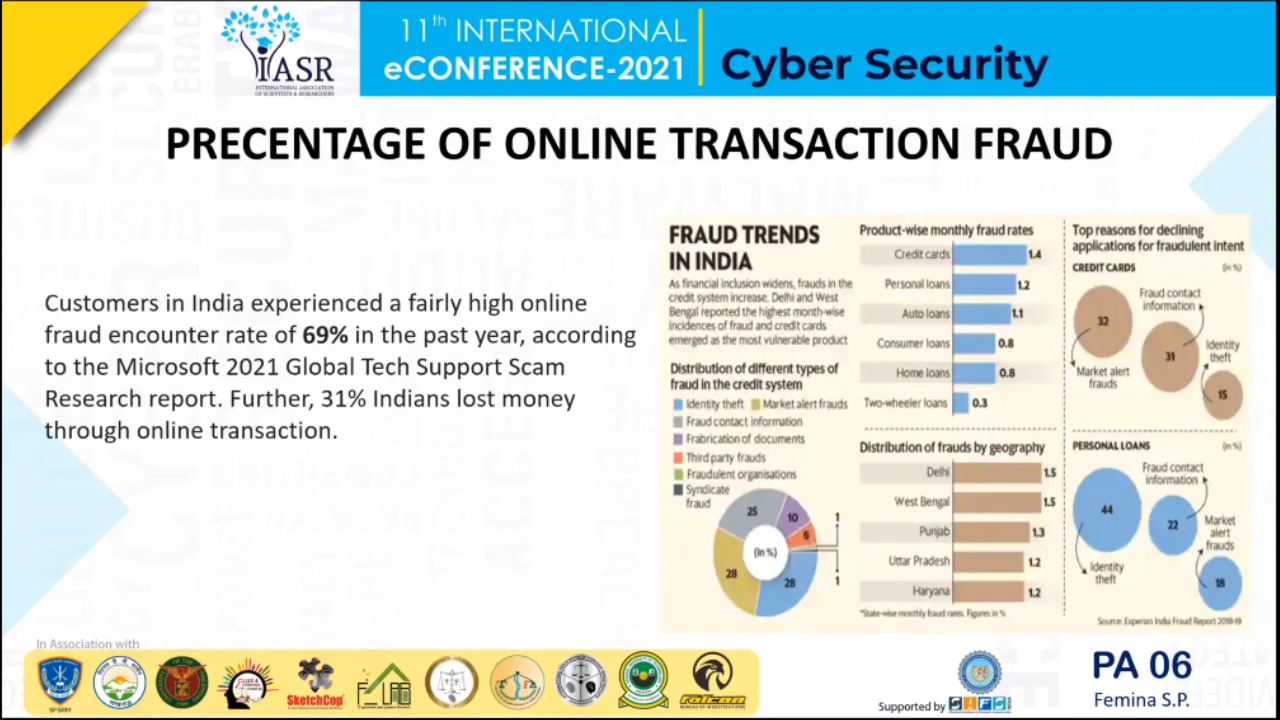 IASR
INTERNATIONAL ASSOCIATION
OF SCIENTISTS & RESEARCHERS
11th INTERNATIONAL
eCONFERENCE-2021
Cyber Security
PRECENTAGE OF ONLINE TRANSACTION FRAUD
Customers in India experienced a fairly high online
fraud encounter rate of 69% in the past year, according
to the Microsoft 2021 Global Tech Support Scam
Research report. Further, 31% Indians lost money
through online transaction.
FRAUD TRENDS
IN INDIA
As financial inclusion widens, frauds in the
credit system increase. Delhi and West
Bengal reported the highest month-wise
incidences of fraud and credit cards
emerged as the most vulnerable product
Distribution of different types of
fraud in the credit system
Identity theft Market alert frauds
Fraud contact information
Frabrication of documents
Third party frauds
Fraudulent organisations
Syndicate
fraud
25
10
6
1
(in %)
28
28
1
Product-wise monthly fraud rates
Credit cards 1.4
Personal loans 1.2
Auto loans 1.1
Consumer loans 0.8
Home loans 0.8
Two-wheeler loans 0.3
Distribution of frauds by geography
Delhi 1.5
West Bengal 1.5
Punjab 1.3
Uttar Pradesh 1.2
Haryana 1.2
*State-wise monthly fraud rates. Figures in %
Top reasons for declining
applications for fraudulent intent
CREDIT CARDS (in %)
32
Market alert
frauds
Fraud contact
information
31
Identity
theft
15
PERSONAL LOANS (in %)
44
Identity
theft
Fraud contact
information
22
Market
alert
frauds
18
Source: Experian India Fraud Report 2018-19
In Association with
SketchCop
FALCON
BUREAU OF INVESTIGATIONS
Supported by
SIFS
PA 06
Femina S.P.